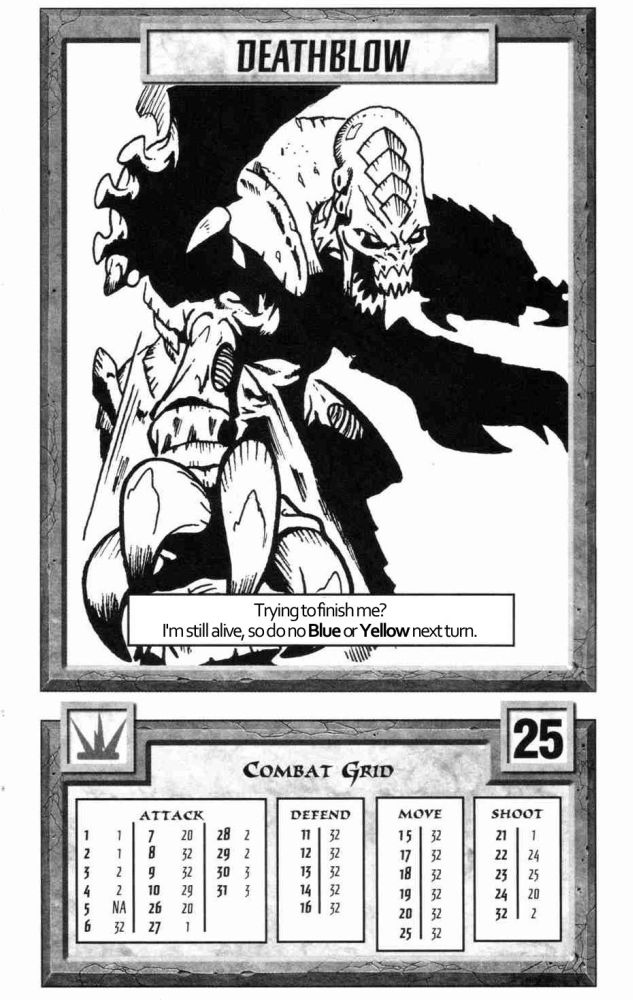 DEATHBLOW
Trying to finish me?
I'm still alive, so do no Blue or Yellow next turn.
25
COMBAT GRID
ATTACK
1 1 7 20 28 2
2 1 8 32 29 2
3 2 9 32 30 3
4 2 10 29 31 3
5 NA 26 20
6 32 27 1
DEFEND
11 32
12 32
13 32
14 32
16 32
MOVE
15 32
17 32
18 32
19 32
20 32
25 32
SHOOT
21 1
22 24
23 25
24 20
32 2